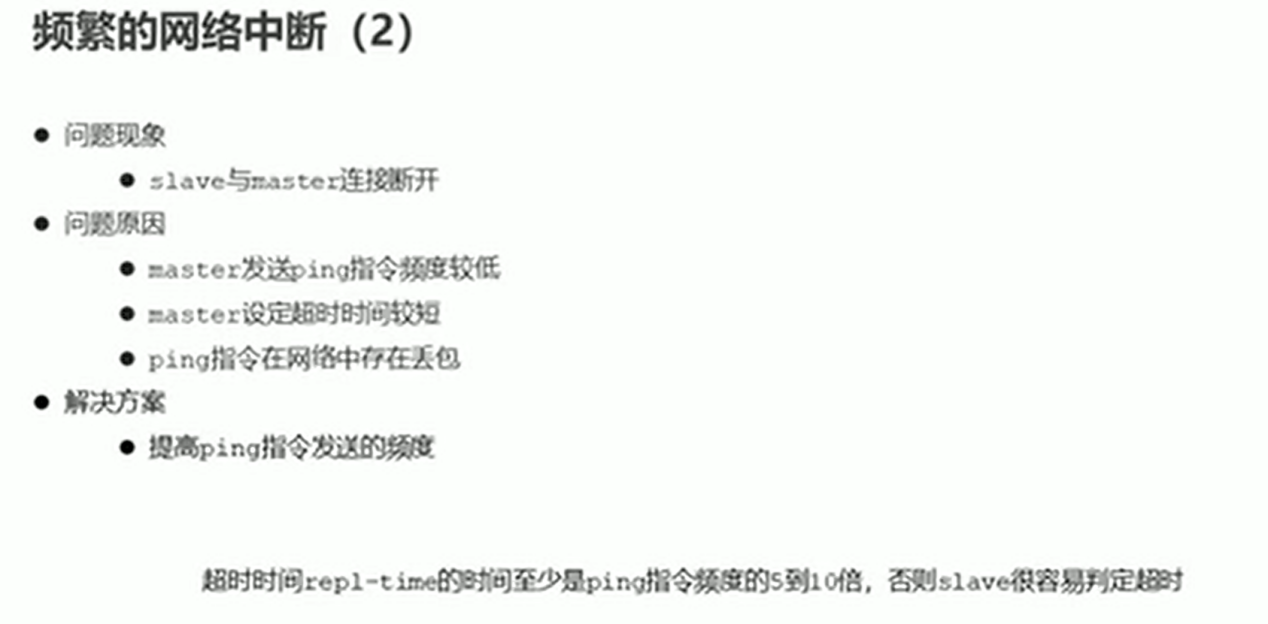 频繁的网络中断（2）
● 问题现象
● slave与master连接断开
● 问题原因
● master发送ping指令频度较低
● master设定超时时间较短
● ping指令在网络中存在丢包
● 解决方案
● 提高ping指令发送的频度
超时时间repl-time的时间至少是ping指令频度的5到10倍，否则slave很容易判定超时